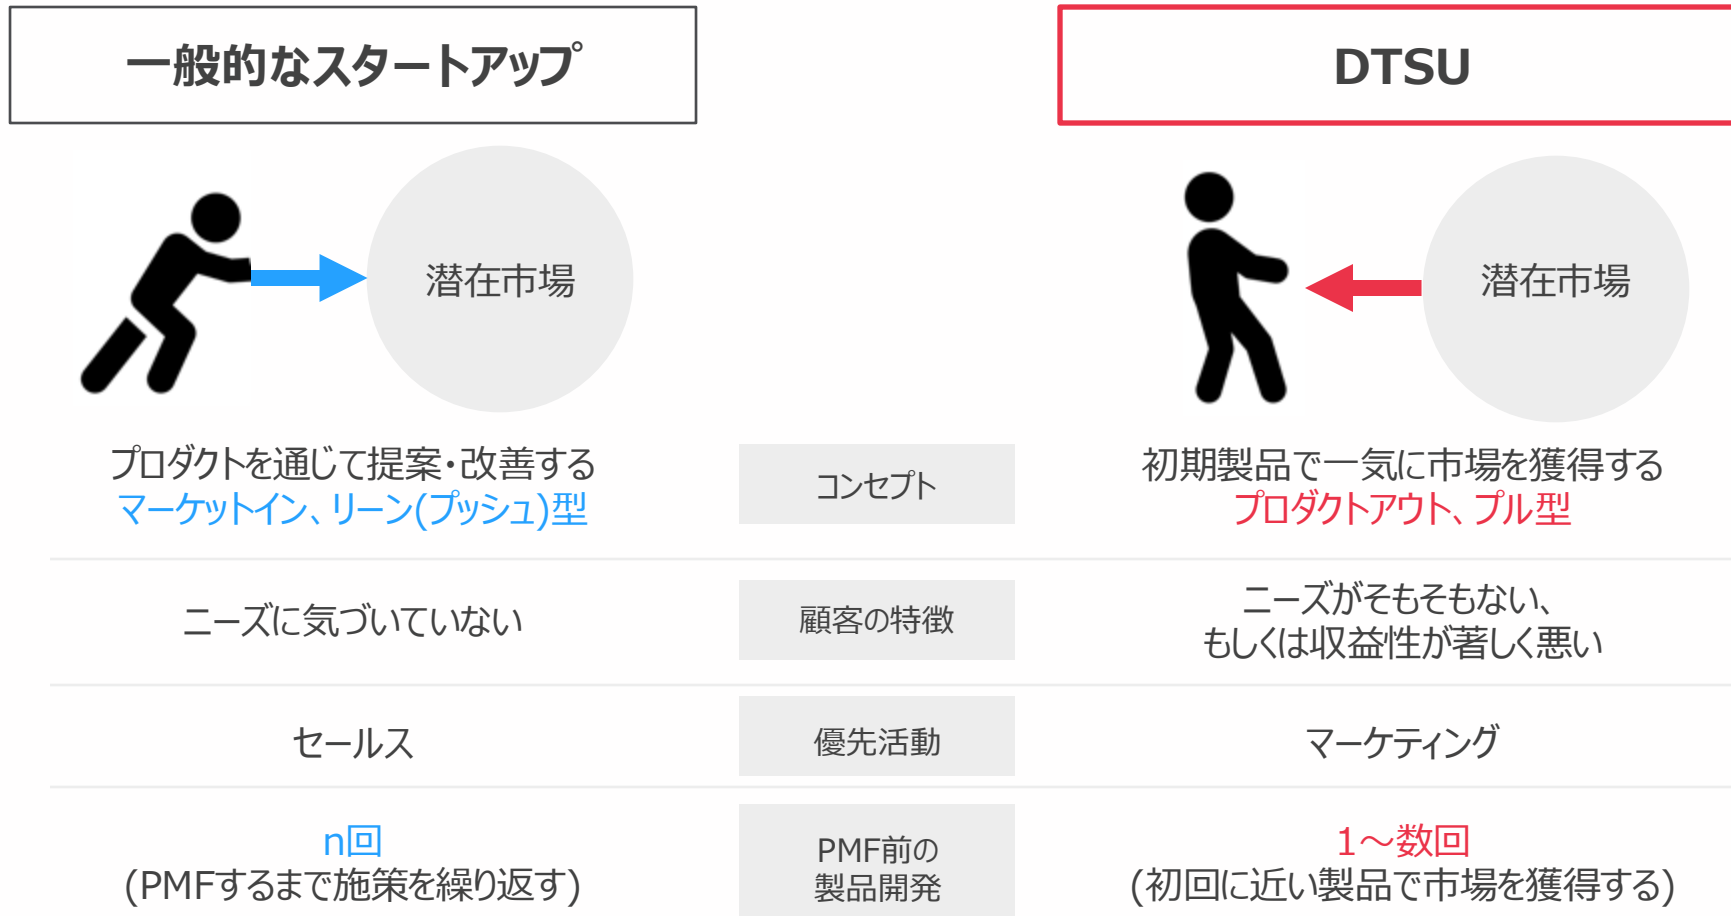 一般的なスタートアップ
DTSU
潜在市場
潜在市場
プロダクトを通じて提案・改善する
マーケットイン、リーン(プッシュ)型
コンセプト
初期製品で一気に市場を獲得する
プロダクトアウト、プル型
ニーズに気づいていない
顧客の特徴
ニーズがそもそもない、
もしくは収益性が著しく悪い
セールス
優先活動
マーケティング
n回
(PMFするまで施策を繰り返す)
PMF前の
製品開発
1～数回
(初回に近い製品で市場を獲得する)